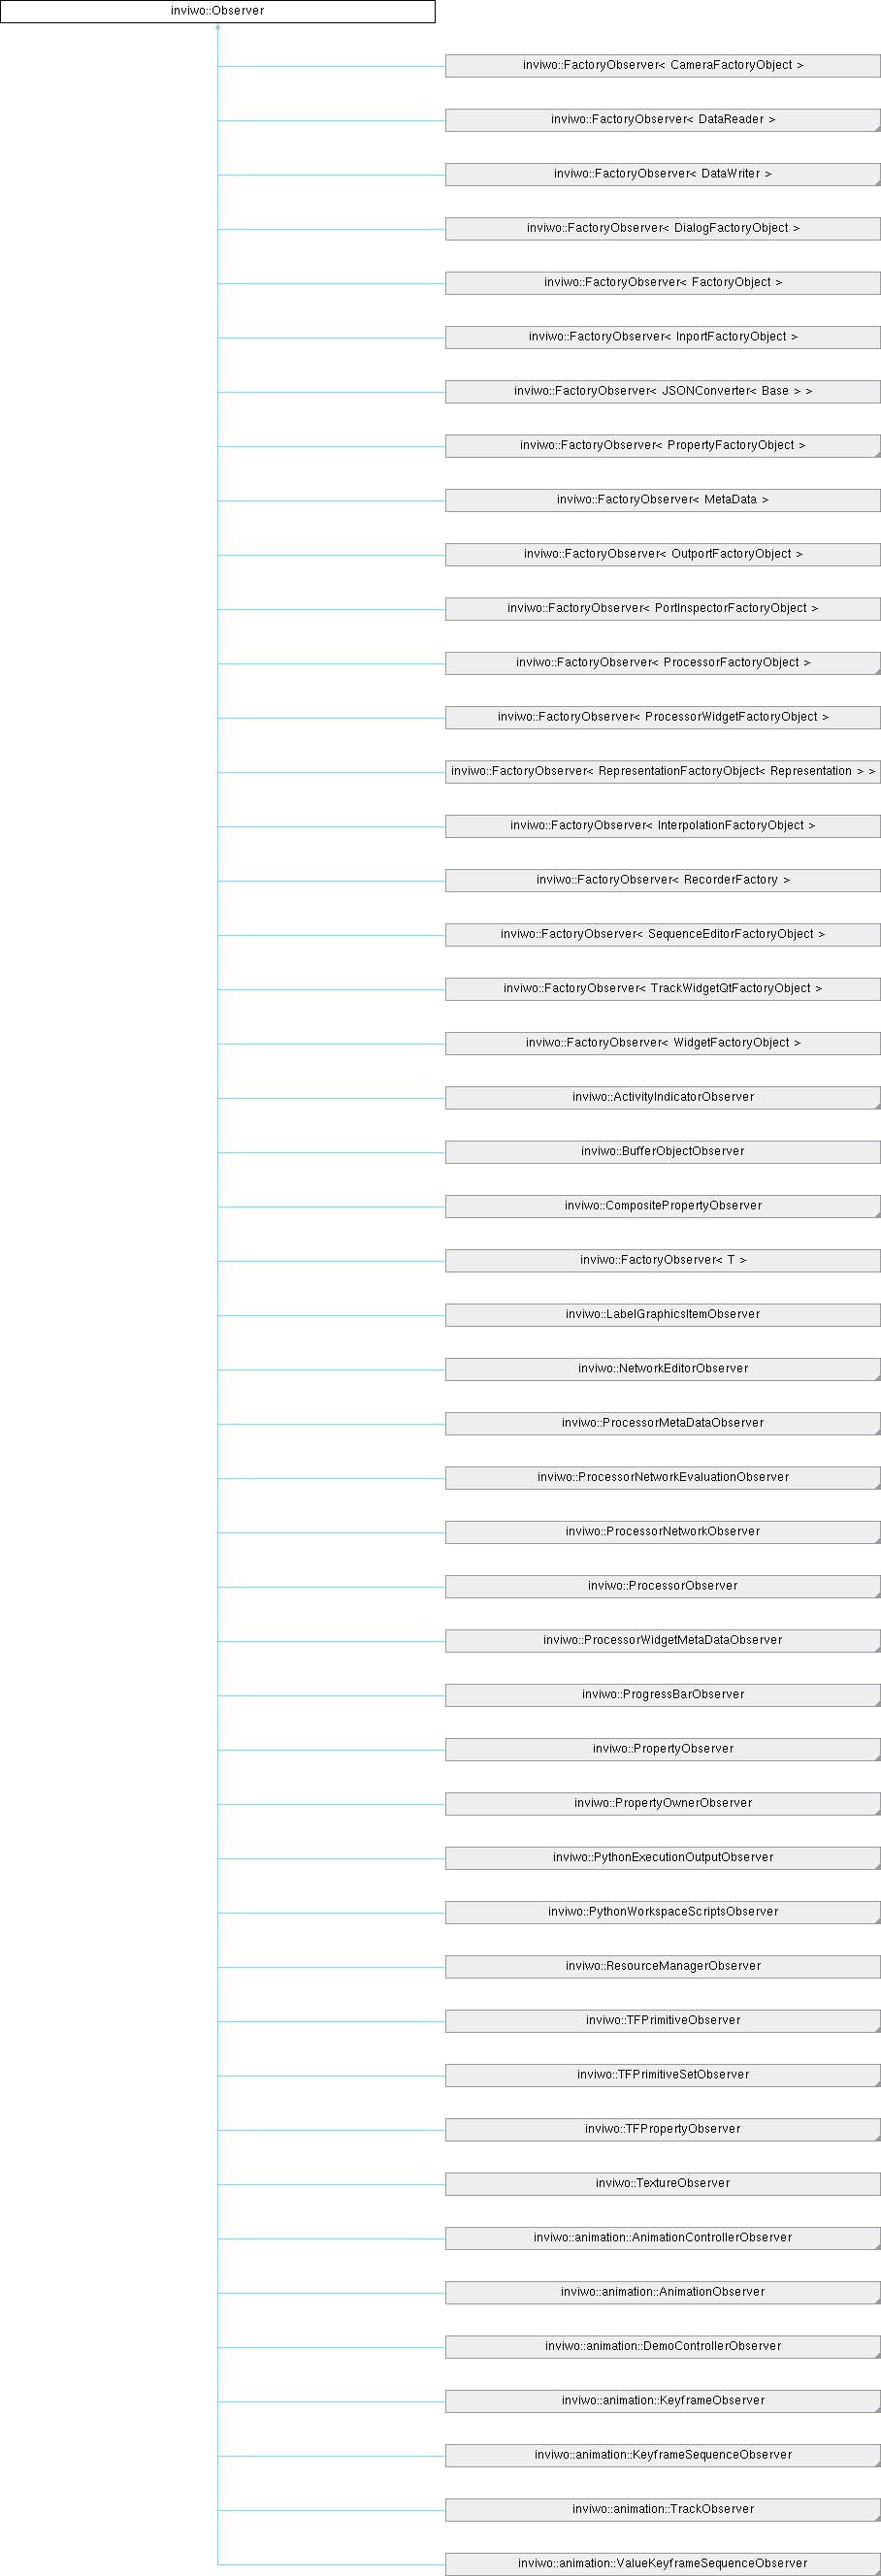 inviwo::Observer
inviwo::FactoryObserver< CameraFactoryObject >
inviwo::FactoryObserver< DataReader >
inviwo::FactoryObserver< DataWriter >
inviwo::FactoryObserver< DialogFactoryObject >
inviwo::FactoryObserver< FactoryObject >
inviwo::FactoryObserver< InportFactoryObject >
inviwo::FactoryObserver< JSONConverter< Base > >
inviwo::FactoryObserver< PropertyFactoryObject >
inviwo::FactoryObserver< MetaData >
inviwo::FactoryObserver< OutportFactoryObject >
inviwo::FactoryObserver< PortInspectorFactoryObject >
inviwo::FactoryObserver< ProcessorFactoryObject >
inviwo::FactoryObserver< ProcessorWidgetFactoryObject >
inviwo::FactoryObserver< RepresentationFactoryObject< Representation > >
inviwo::FactoryObserver< InterpolationFactoryObject >
inviwo::FactoryObserver< RecorderFactory >
inviwo::FactoryObserver< SequenceEditorFactoryObject >
inviwo::FactoryObserver< TrackWidgetQtFactoryObject >
inviwo::FactoryObserver< WidgetFactoryObject >
inviwo::ActivityIndicatorObserver
inviwo::BufferObjectObserver
inviwo::CompositePropertyObserver
inviwo::FactoryObserver< T >
inviwo::LabelGraphicsItemObserver
inviwo::NetworkEditorObserver
inviwo::ProcessorMetaDataObserver
inviwo::ProcessorNetworkEvaluationObserver
inviwo::ProcessorNetworkObserver
inviwo::ProcessorObserver
inviwo::ProcessorWidgetMetaDataObserver
inviwo::ProgressBarObserver
inviwo::PropertyObserver
inviwo::PropertyOwnerObserver
inviwo::PythonExecutionOutputObserver
inviwo::PythonWorkspaceScriptsObserver
inviwo::ResourceManagerObserver
inviwo::TFPrimitiveObserver
inviwo::TFPrimitiveSetObserver
inviwo::TFPropertyObserver
inviwo::TextureObserver
inviwo::animation::AnimationControllerObserver
inviwo::animation::AnimationObserver
inviwo::animation::DemoControllerObserver
inviwo::animation::KeyframeObserver
inviwo::animation::KeyframeSequenceObserver
inviwo::animation::TrackObserver
inviwo::animation::ValueKeyframeSequenceObserver